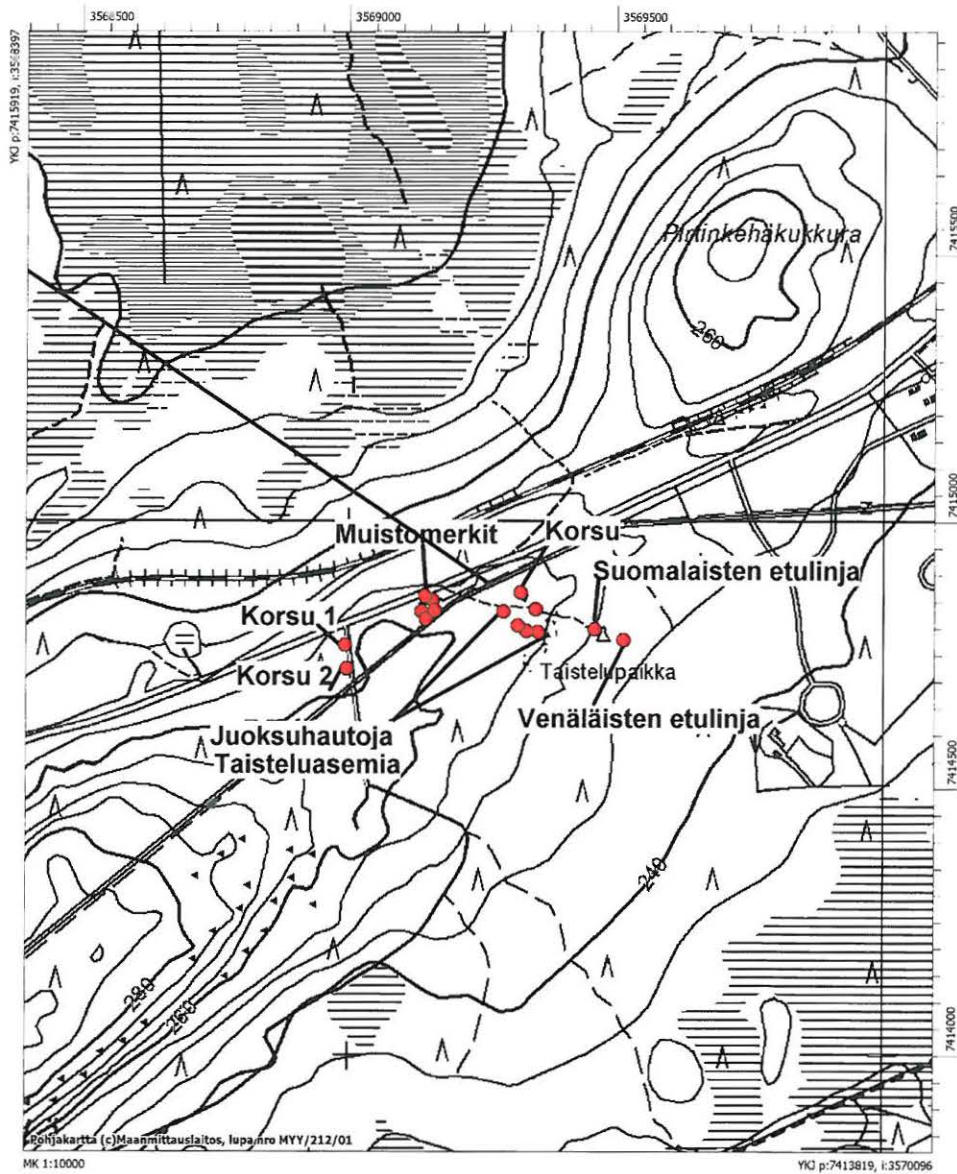 3568500
3569000
3569500
YKJ p:7415919, i:3568397
Pirtinkehäkukkura
7415500
260
7415000
Muistomerkit
Korsu
Suomalaisten etulinja
Korsu 1
Korsu 2
Taistelupaikka
Venäläisten etulinja
Juoksuhautoja
Taisteluasemia
7414500
240
280
260
7414000
Pohjakartta (c)Maanmittauslaitos, lupa nro MYY/212/01
MK 1:10000
YKJ p:7413819, i:3570096